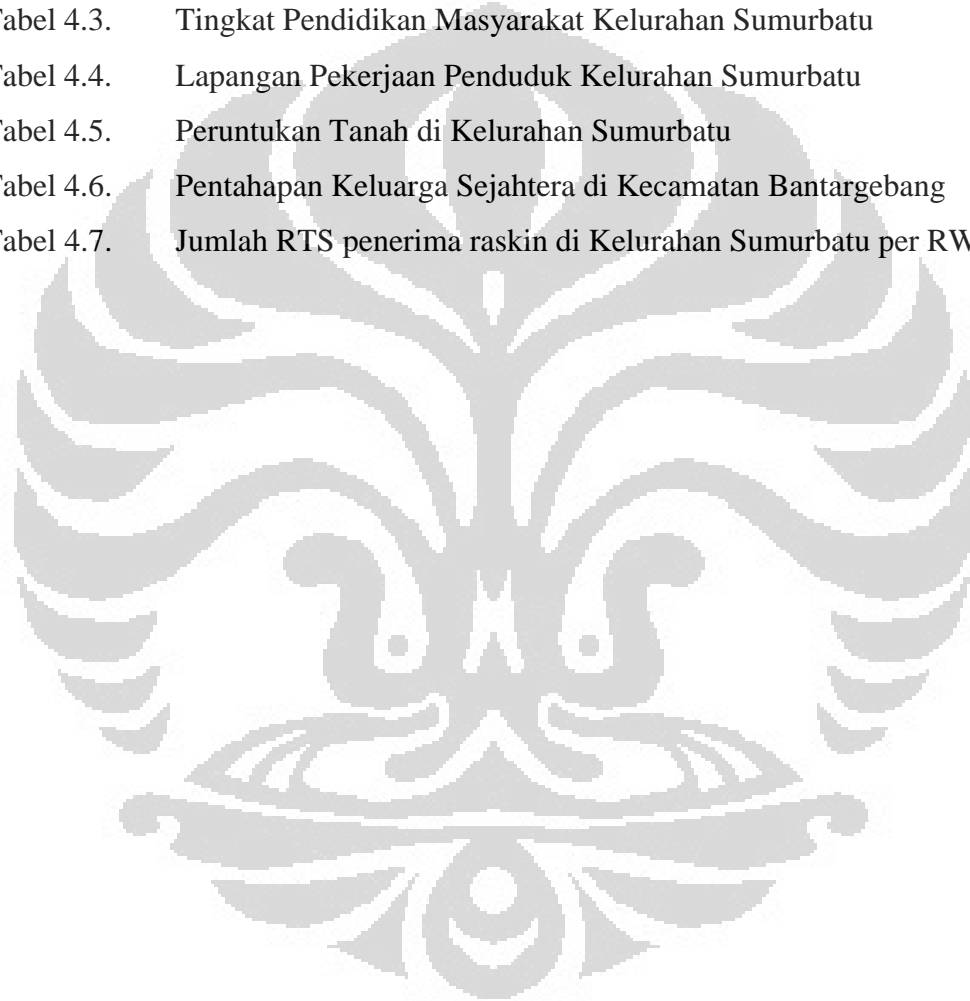 Tabel 4.3. Tingkat Pendidikan Masyarakat Kelurahan Sumurbatu
Tabel 4.4. Lapangan Pekerjaan Penduduk Kelurahan Sumurbatu
Tabel 4.5. Peruntukan Tanah di Kelurahan Sumurbatu
Tabel 4.6. Pentahapan Keluarga Sejahtera di Kecamatan Bantargebang
Tabel 4.7. Jumlah RTS penerima raskin di Kelurahan Sumurbatu per RW